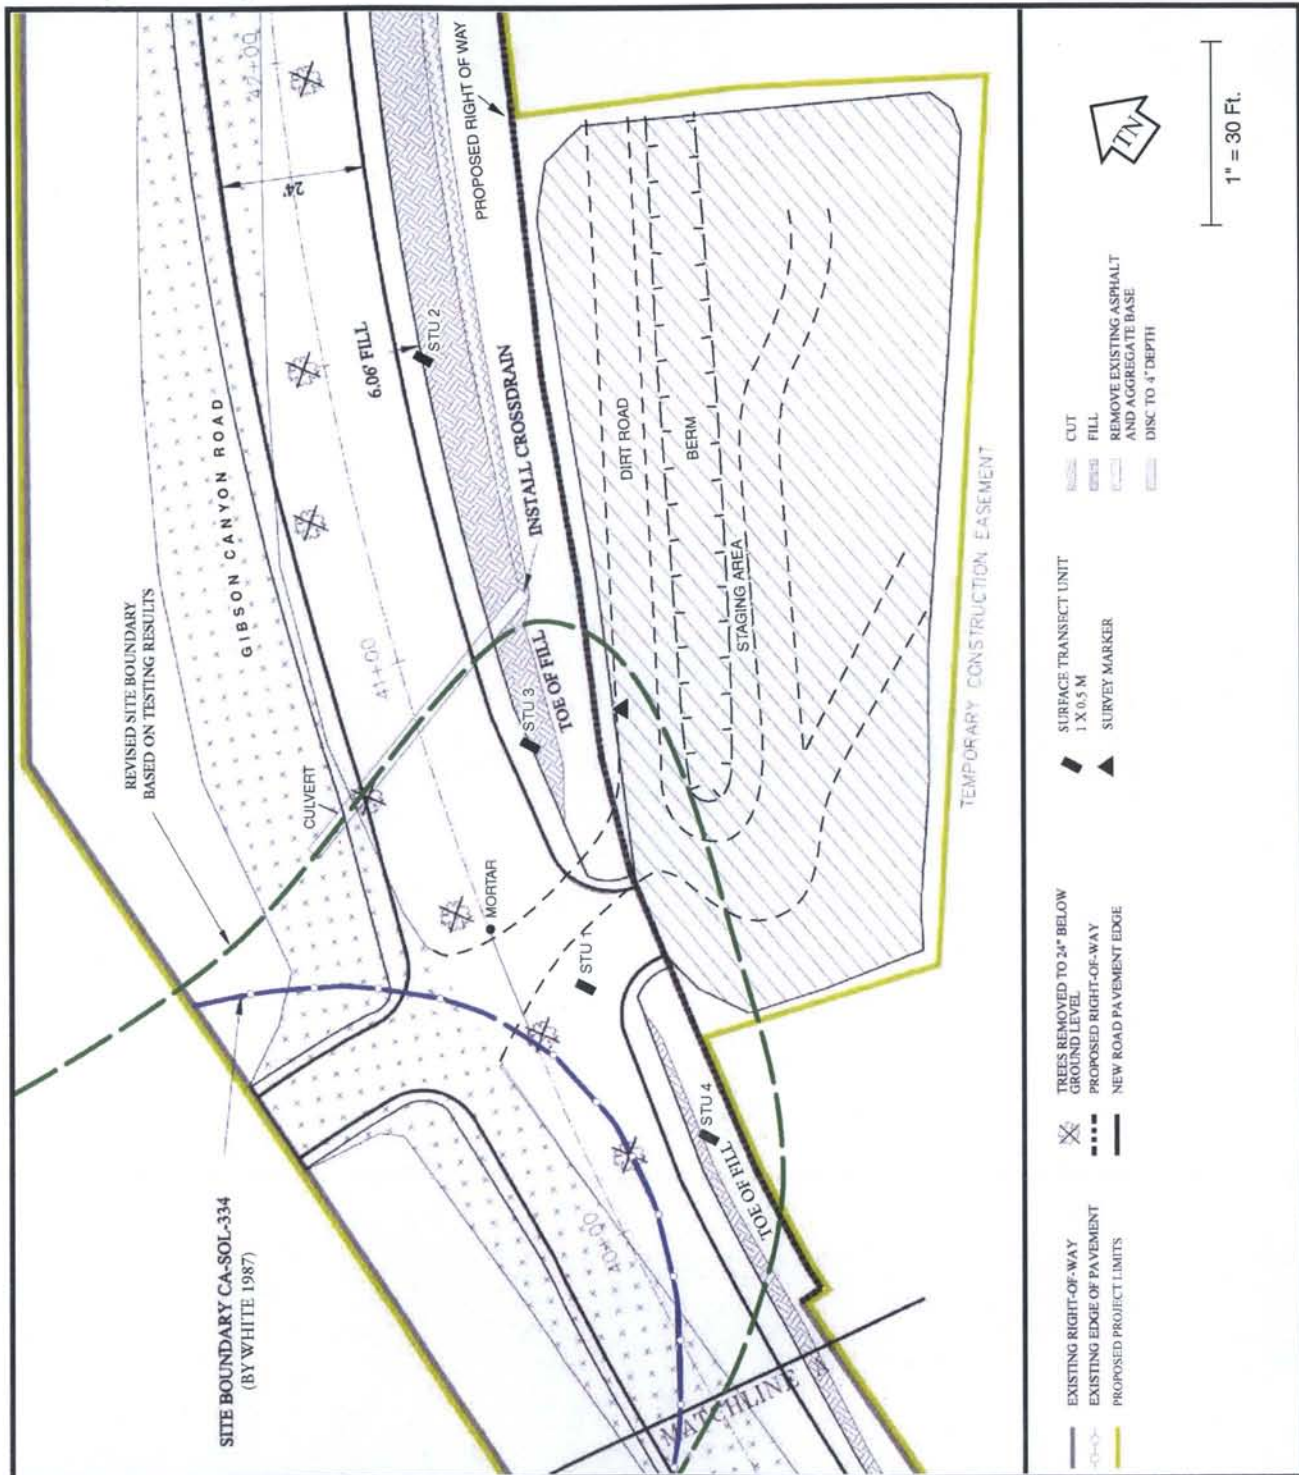 REVISED SITE BOUNDARY
BASED ON TESTING RESULTS
GIBSON CANYON ROAD
42+00
24'
PROPOSED RIGHT OF WAY
6.06' FILL
STU 2
INSTALL CROSSDRAIN
41+00
CULVERT
MORTAR
STU 3
TOE OF FILL
DIRT ROAD
BERM
STAGING AREA
TEMPORARY CONSTRUCTION EASEMENT
STU 1
SITE BOUNDARY CA-SOL-334
(BY WHITE 1987)
40+00
STU 4
TOE OF FILL
MATCHLINE
EXISTING RIGHT-OF-WAY
EXISTING EDGE OF PAVEMENT
PROPOSED PROJECT LIMITS
TREES REMOVED TO 24" BELOW
GROUND LEVEL
PROPOSED RIGHT-OF-WAY
NEW ROAD PAVEMENT EDGE
SURFACE TRANSECT UNIT
1 X 0.5 M
SURVEY MARKER
CUT
FILL
REMOVE EXISTING ASPHALT
AND AGGREGATE BASE
DISC TO 4" DEPTH
TN
1" = 30 Ft.